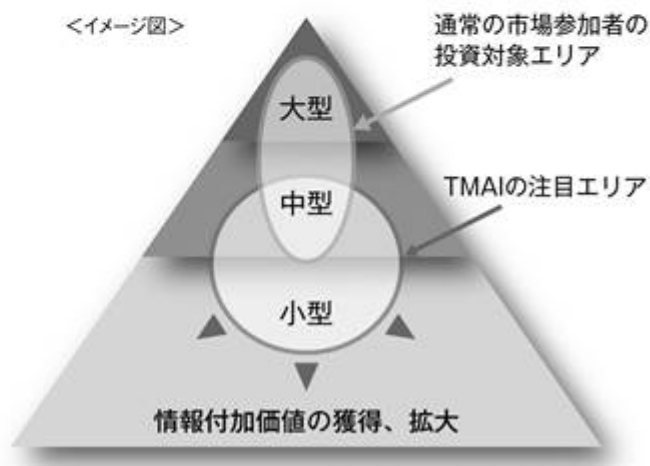 <イメージ図>
通常の市場参加者の
投資対象エリア
大型
TMAIの注目エリア
中型
小型
情報付加価値の獲得、拡大